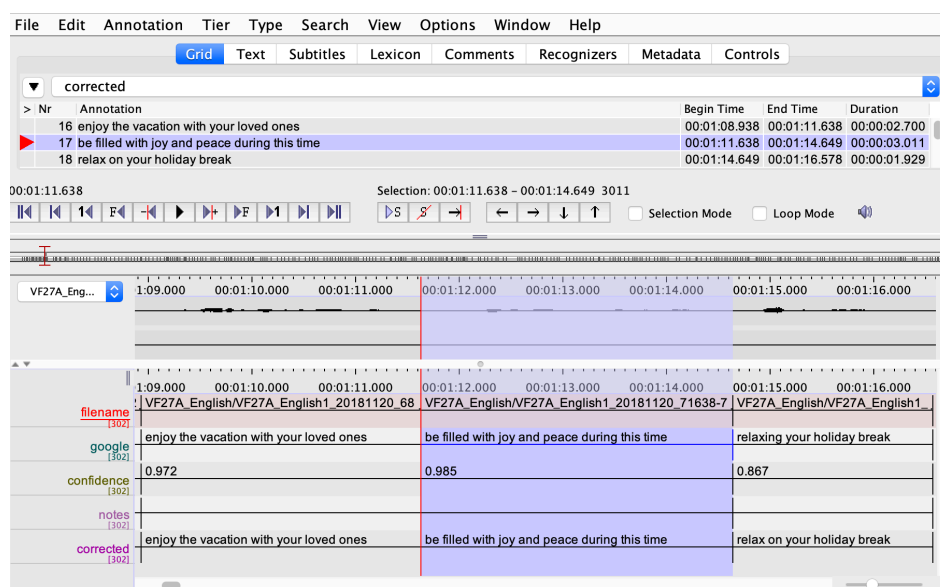 File Edit Annotation Tier Type Search View Options Window Help
Grid Text Subtitles Lexicon Comments Recognizers Metadata Controls
corrected
> Nr Annotation Begin Time End Time Duration
16 enjoy the vacation with your loved ones 00:01:08.938 00:01:11.638 00:00:02.700
17 be filled with joy and peace during this time 00:01:11.638 00:01:14.649 00:00:03.011
18 relax on your holiday break 00:01:14.649 00:01:16.578 00:00:01.929
00:01:11.638 Selection: 00:01:11.638 - 00:01:14.649 3011
1 F + F 1 S S Selection Mode Loop Mode
VF27A_Eng... 1:09.000 00:01:10.000 00:01:11.000 00:01:12.000 00:01:13.000 00:01:14.000 00:01:15.000 00:01:16.000
1:09.000 00:01:10.000 00:01:11.000 00:01:12.000 00:01:13.000 00:01:14.000 00:01:15.000 00:01:16.000
filename [302] VF27A_English/VF27A_English1_20181120_68 VF27A_English/VF27A_English1_20181120_71638-7 VF27A_English/VF27A_English1_
google [302] enjoy the vacation with your loved ones be filled with joy and peace during this time relaxing your holiday break
confidence [302] 0.972 0.985 0.867
notes [302]
corrected [302] enjoy the vacation with your loved ones be filled with joy and peace during this time relax on your holiday break